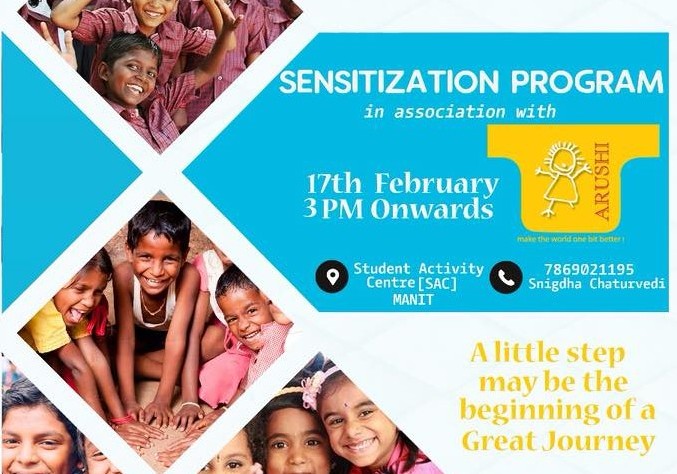 SENSITIZATION PROGRAM
in association with
17th February
3 PM Onwards
ARUSHI
make the world one bit better !
Student Activity
Centre[SAC]
MANIT
7869021195
Snigdha Chaturvedi
A little step
may be the
beginning of a
Great Journey